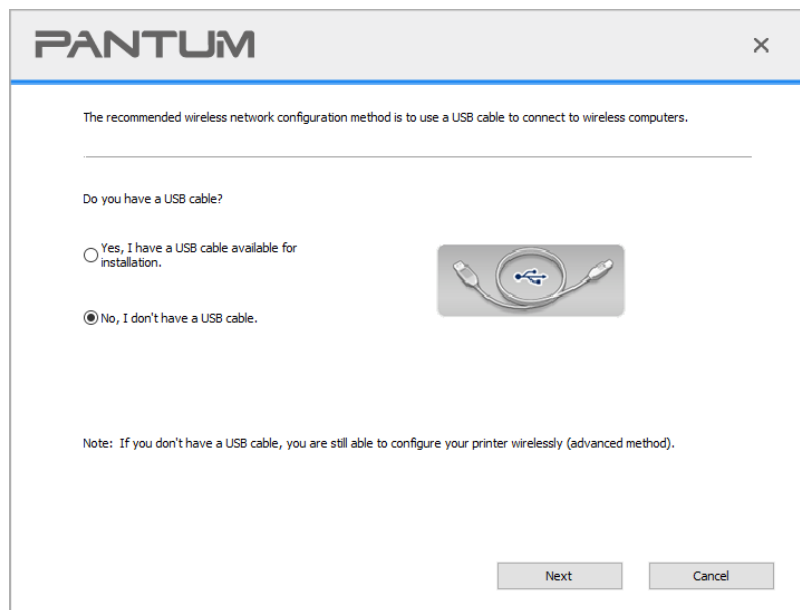 PANTUM
The recommended wireless network configuration method is to use a USB cable to connect to wireless computers.
Do you have a USB cable?
Yes, I have a USB cable available for
installation.
No, I don't have a USB cable.
Note: If you don't have a USB cable, you are still able to configure your printer wirelessly (advanced method).
Next
Cancel